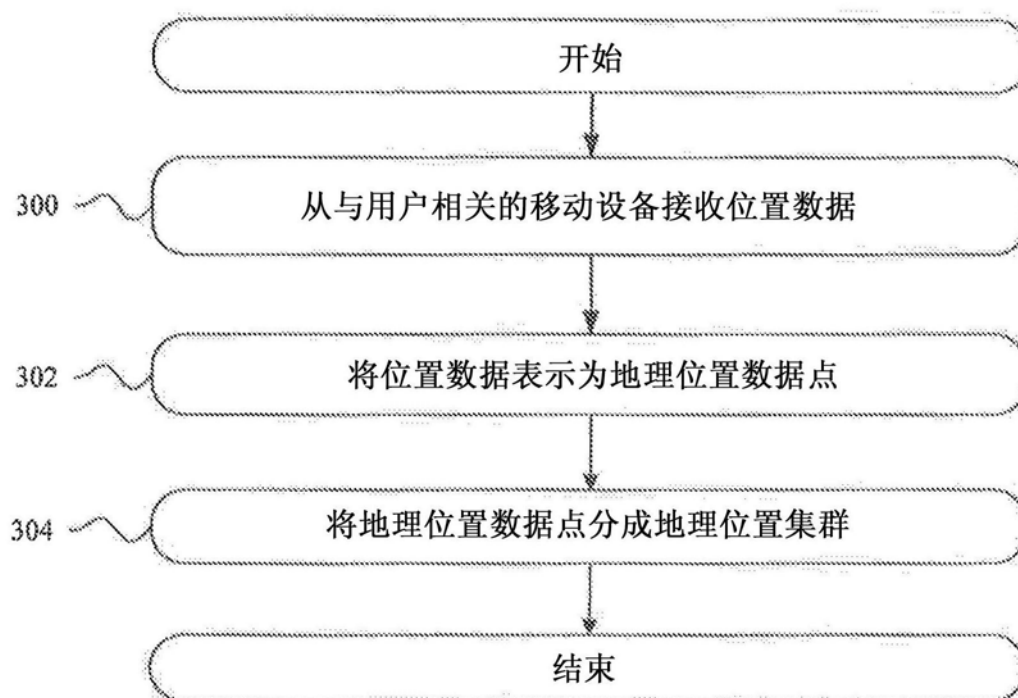 开始
300
从与用户相关的移动设备接收位置数据
302
将位置数据表示为地理位置数据点
304
将地理位置数据点分成地理位置集群
结束